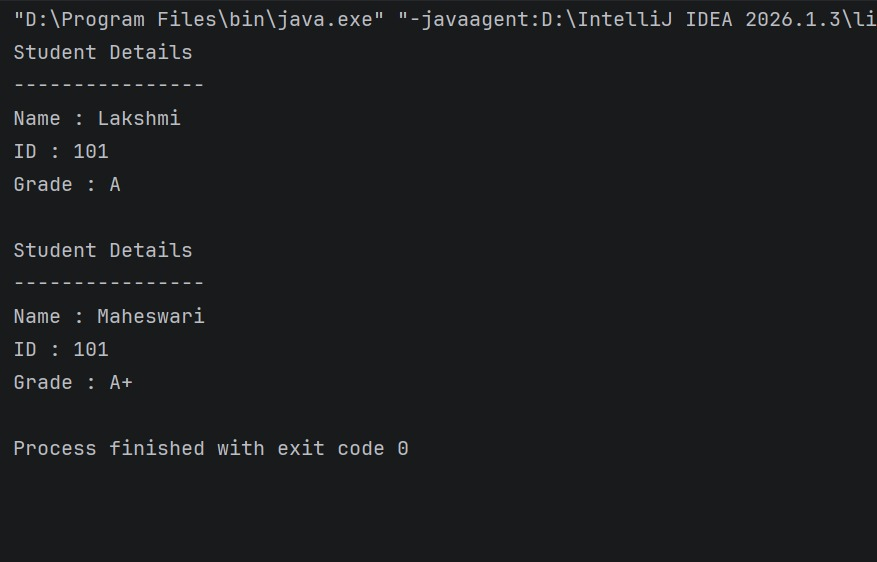 "D:\Program Files\bin\java.exe" "-javaagent:D:\IntelliJ IDEA 2026.1.3\li
Student Details
----------------
Name : Lakshmi
ID : 101
Grade : A
Student Details
----------------
Name : Maheswari
ID : 101
Grade : A+
Process finished with exit code 0